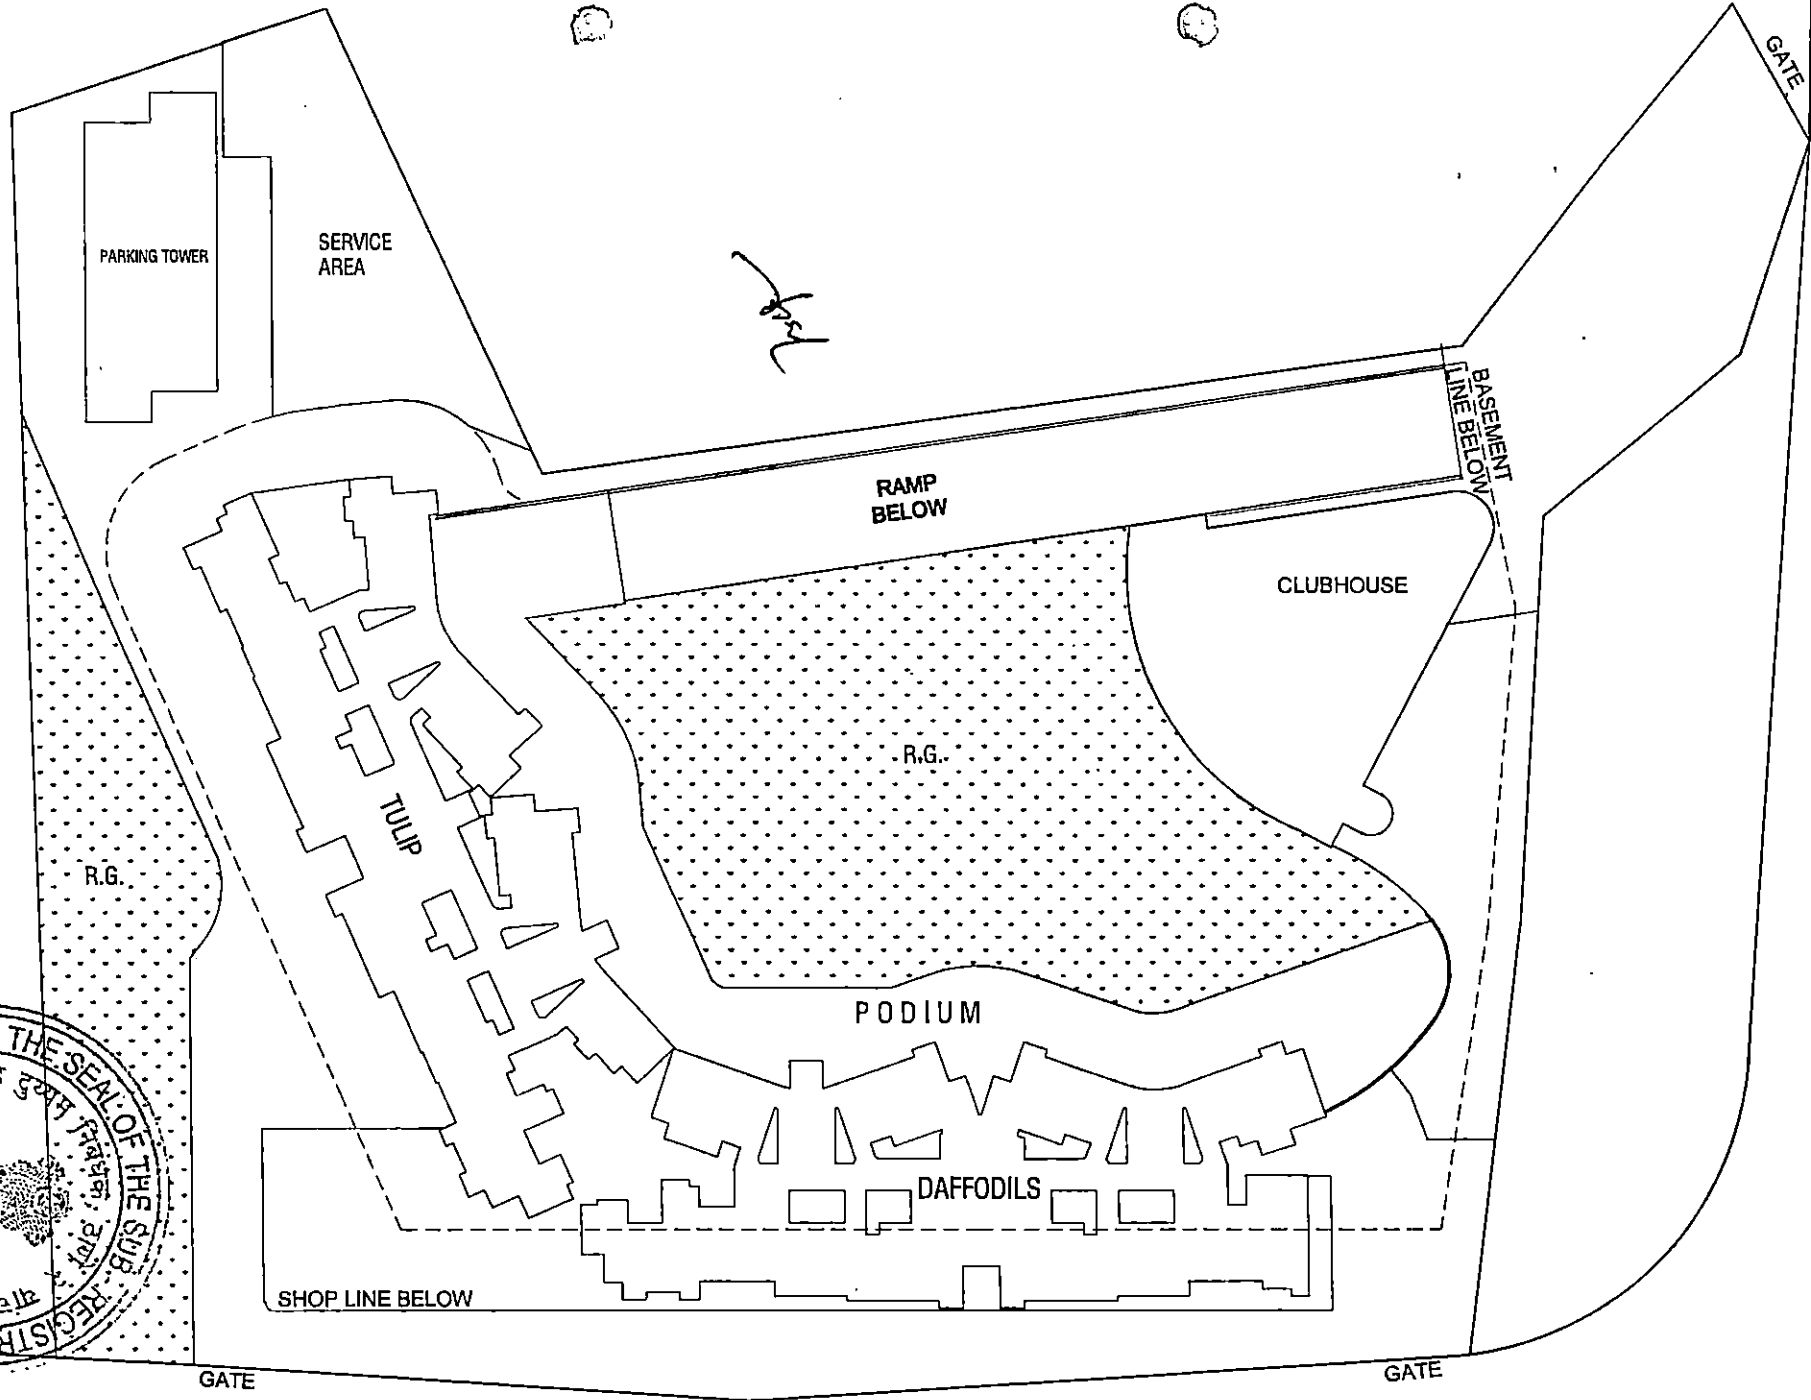 GATE
PARKING TOWER
SERVICE
AREA
BASEMENT
LINE BELOW
RAMP
BELOW
CLUBHOUSE
R.G.
TULIP
R.G.
PODIUM
THE SEAL OF THE SUB REGISTR
DAFFODILS
SHOP LINE BELOW
GATE
GATE